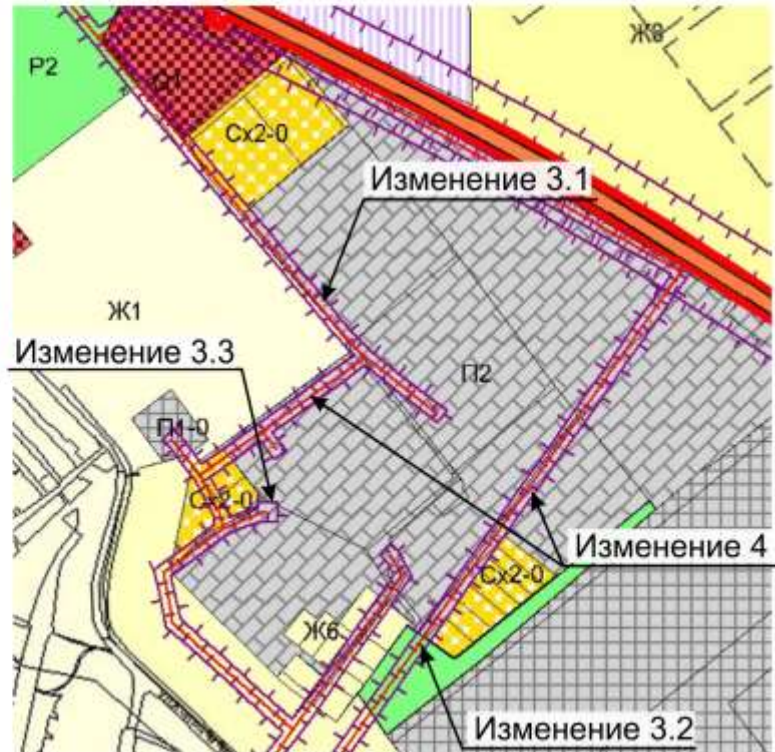 Ж8
Р2
О1
Сх2-0
Изменение 3.1
Ж1
Изменение 3.3
П2
П1-0
Сх2-0
Изменение 4
Сх2-0
Ж6
Изменение 3.2